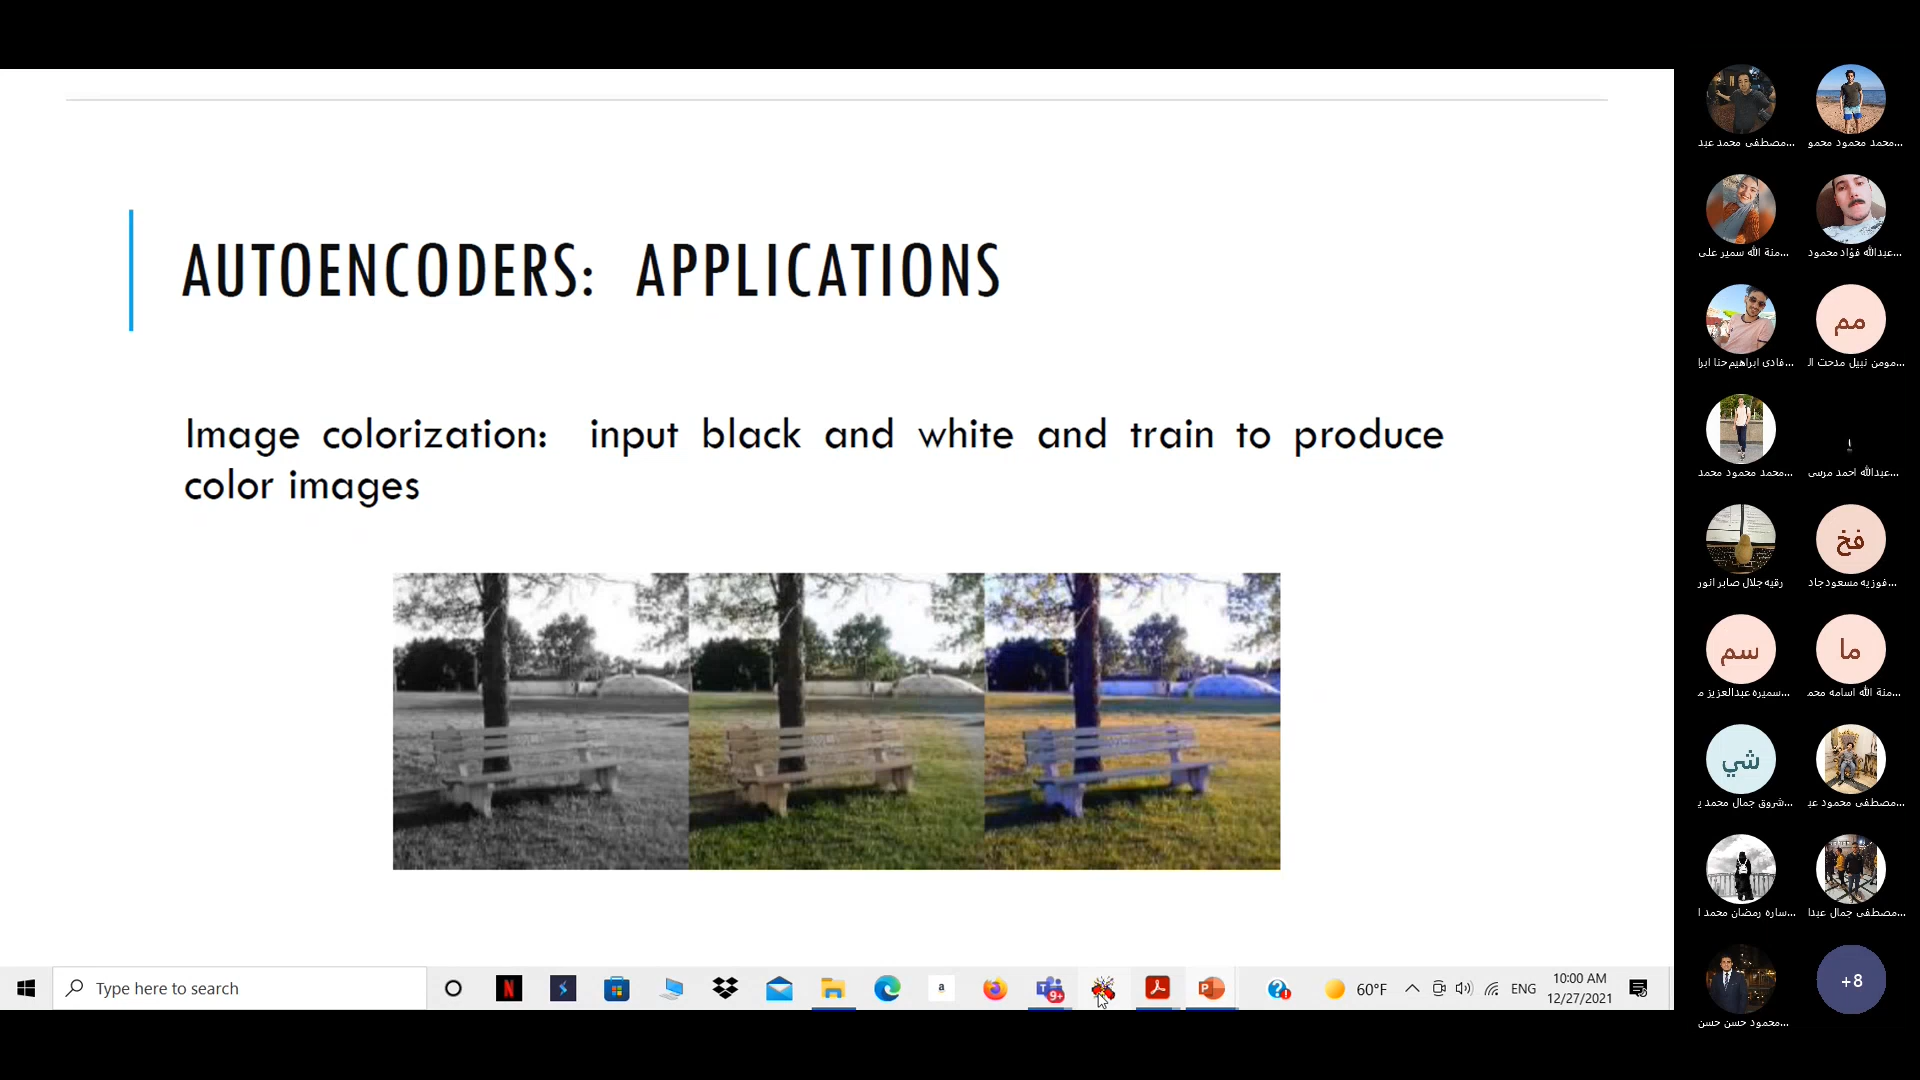 AUTOENCODERS: APPLICATIONS
Image colorization: input black and white and train to produce
color images
Type here to search
9+
60°F
ENG
10:00 AM
12/27/2021
مصطفى محمد عبد...
محمد محمود محمو...
منة الله سمير على...
عبدالله فؤاد محمود...
فادى ابراهيم حنا ابرا...
مم
مومن نبيل مدحت ال...
محمد محمود محمد...
عبدالله احمد مرسى...
رقيه جلال صابر انور
فخ
فوزيه مسعود جاد...
سم
سميره عبدالعزيز م...
ما
منة الله اسامه محمـ...
شي
شروق جمال محمد ي...
مصطفى محمود عبـ...
ساره رمضان محمد ا...
مصطفى جمال عبدا...
محمود حسن حسن...
+8